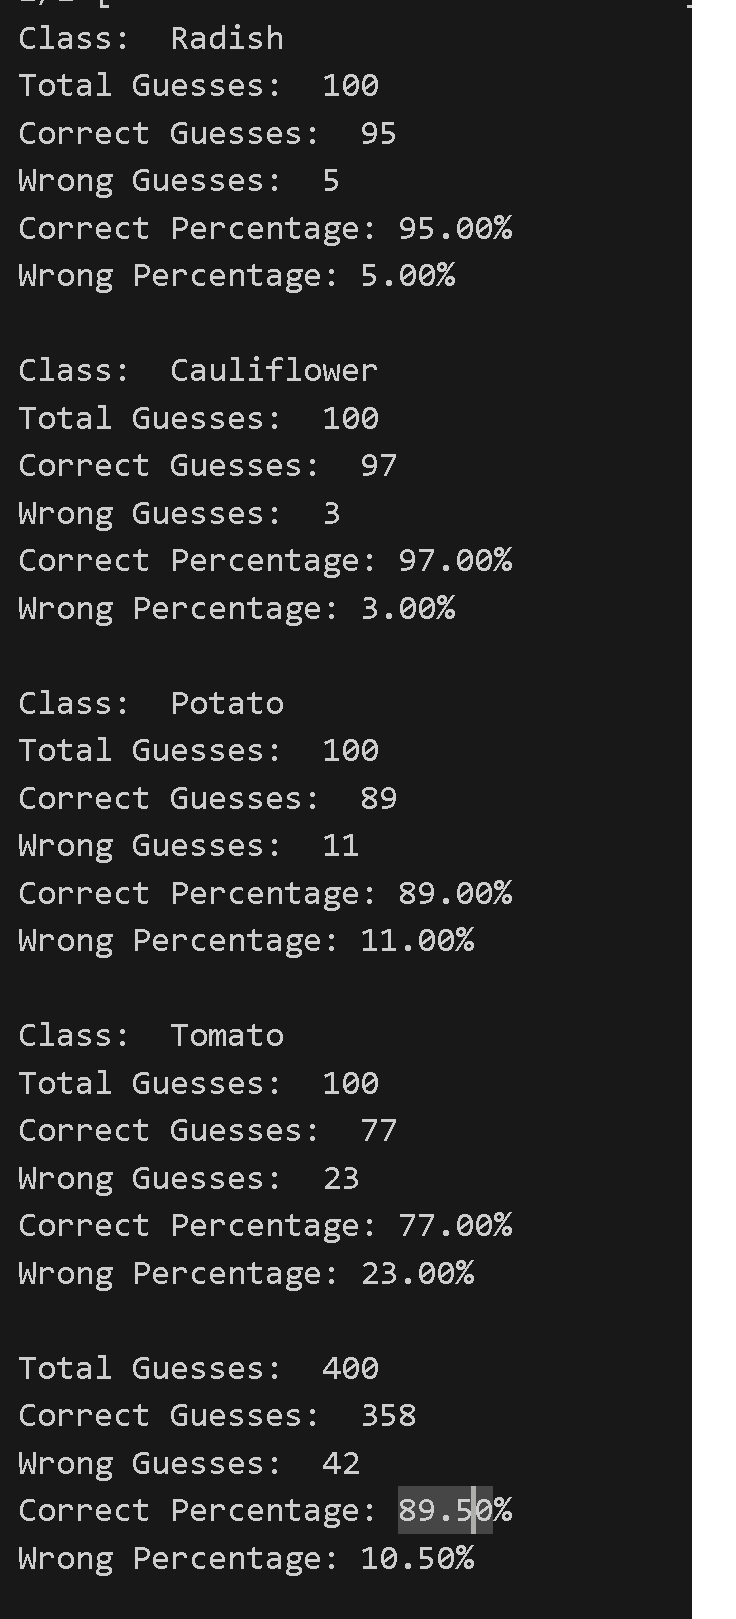 Class:  Radish
Total Guesses:  100
Correct Guesses:  95
Wrong Guesses:  5
Correct Percentage: 95.00%
Wrong Percentage: 5.00%

Class:  Cauliflower
Total Guesses:  100
Correct Guesses:  97
Wrong Guesses:  3
Correct Percentage: 97.00%
Wrong Percentage: 3.00%

Class:  Potato
Total Guesses:  100
Correct Guesses:  89
Wrong Guesses:  11
Correct Percentage: 89.00%
Wrong Percentage: 11.00%

Class:  Tomato
Total Guesses:  100
Correct Guesses:  77
Wrong Guesses:  23
Correct Percentage: 77.00%
Wrong Percentage: 23.00%

Total Guesses:  400
Correct Guesses:  358
Wrong Guesses:  42
Correct Percentage: 89.50%
Wrong Percentage: 10.50%